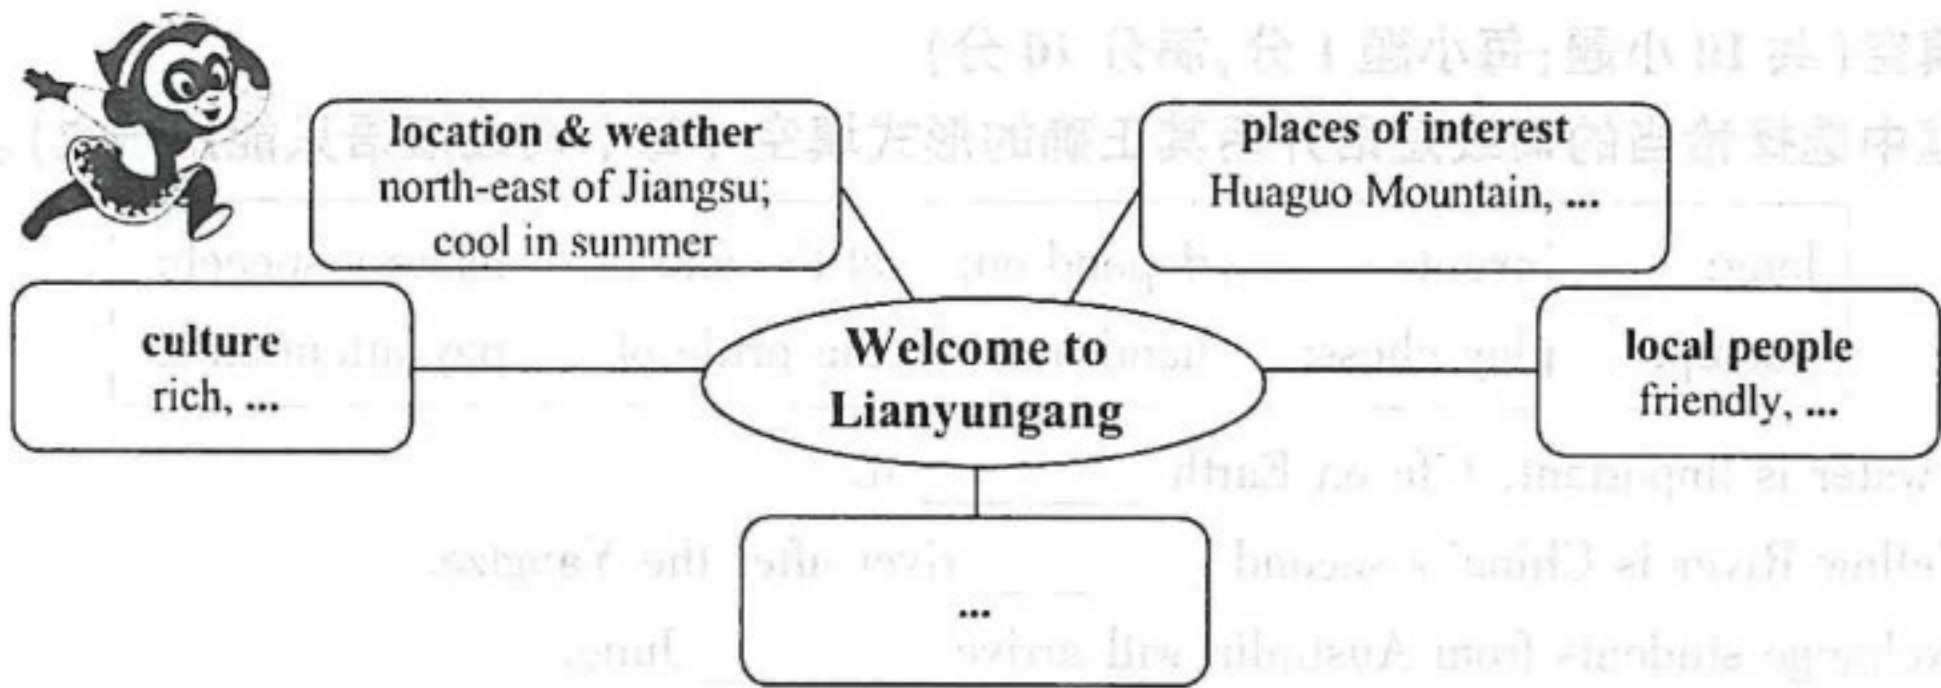 location & weather
north-east of Jiangsu;
cool in summer
places of interest
Huaguo Mountain, ...
culture
rich, ...
Welcome to
Lianyungang
local people
friendly, ...
...